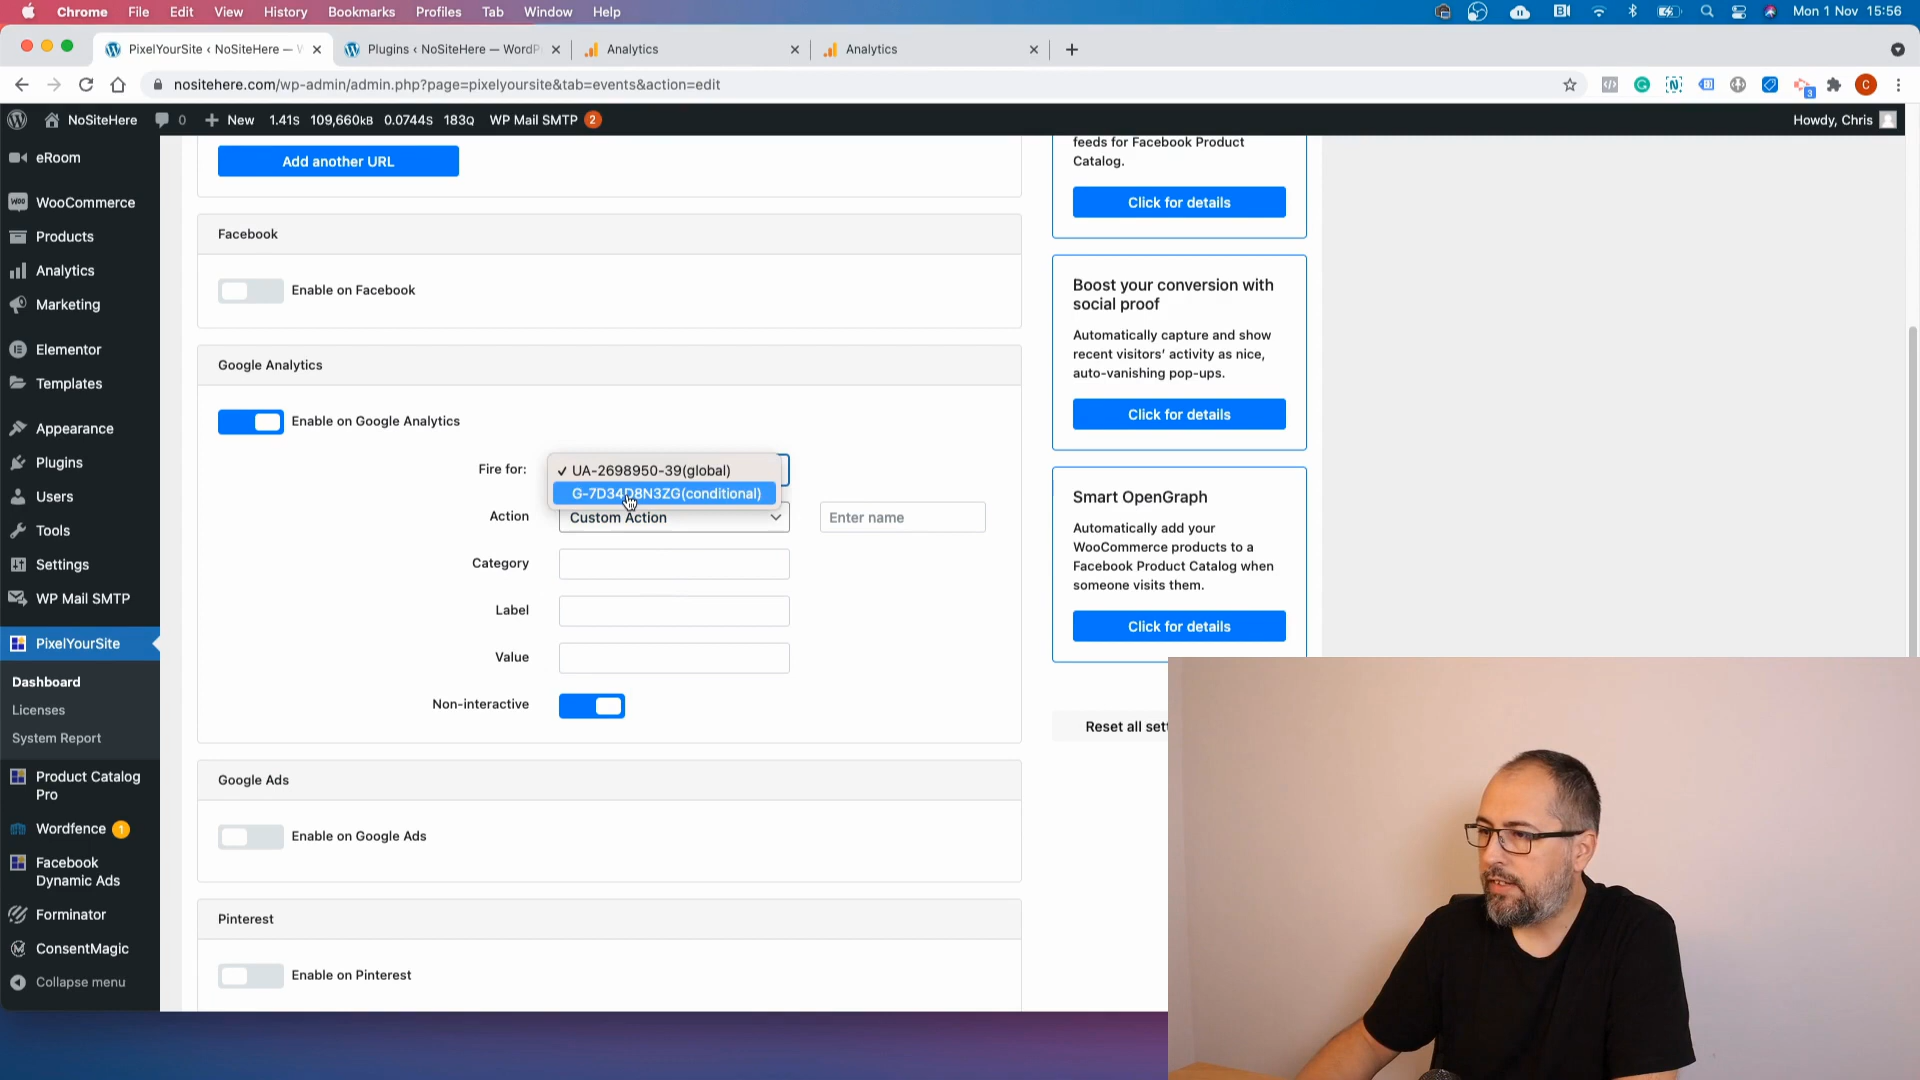 Chrome File Edit View History Bookmarks Profiles Tab Window Help Mon 1 Nov 15:56
PixelYourSite ‹ NoSiteHere — W Plugins ‹ NoSiteHere — WordP Analytics Analytics
nositehere.com/wp-admin/admin.php?page=pixelyoursite&tab=events&action=edit
NoSiteHere 0 New 1.41s 109,660kB 0.0744s 183Q WP Mail SMTP 2 Howdy, Chris
eRoom
WooCommerce
Products
Analytics
Marketing
Elementor
Templates
Appearance
Plugins
Users
Tools
Settings
WP Mail SMTP
PixelYourSite
Dashboard
Licenses
System Report
Product Catalog
Pro
Wordfence 1
Facebook
Dynamic Ads
Forminator
ConsentMagic
Collapse menu
Add another URL
Facebook
Enable on Facebook
Google Analytics
Enable on Google Analytics
Fire for: UA-2698950-39(global)
G-7D34D8N3ZG(conditional)
Action Custom Action Enter name
Category
Label
Value
Non-interactive
Google Ads
Enable on Google Ads
Pinterest
Enable on Pinterest
feeds for Facebook Product
Catalog.
Click for details
Boost your conversion with
social proof
Automatically capture and show
recent visitors' activity as nice,
auto-vanishing pop-ups.
Click for details
Smart OpenGraph
Automatically add your
WooCommerce products to a
Facebook Product Catalog when
someone visits them.
Click for details
Reset all sett